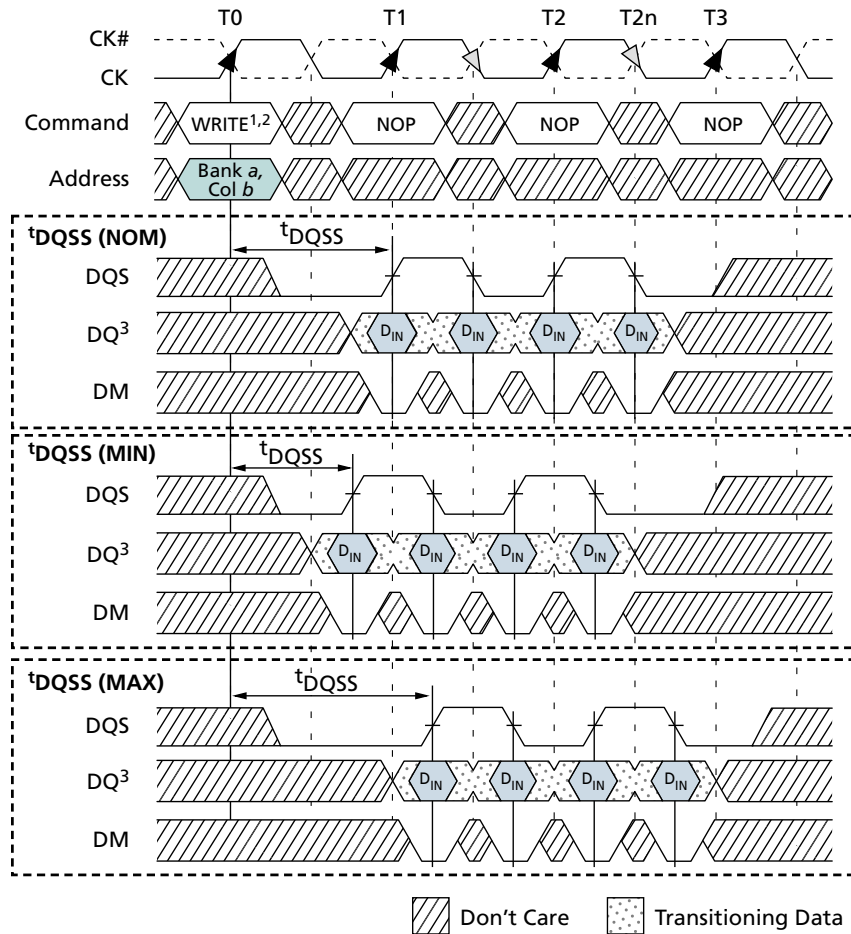 T0 T1 T2 T2n T3
CK#
CK
Command WRITE1,2 NOP NOP NOP
Address Bank a,
Col b
tDQSS (NOM) tDQSS
DQS
DQ3 DIN DIN DIN DIN
DM
tDQSS (MIN) tDQSS
DQS
DQ3 DIN DIN DIN DIN
DM
tDQSS (MAX) tDQSS
DQS
DQ3 DIN DIN DIN DIN
DM
Don't Care Transitioning Data